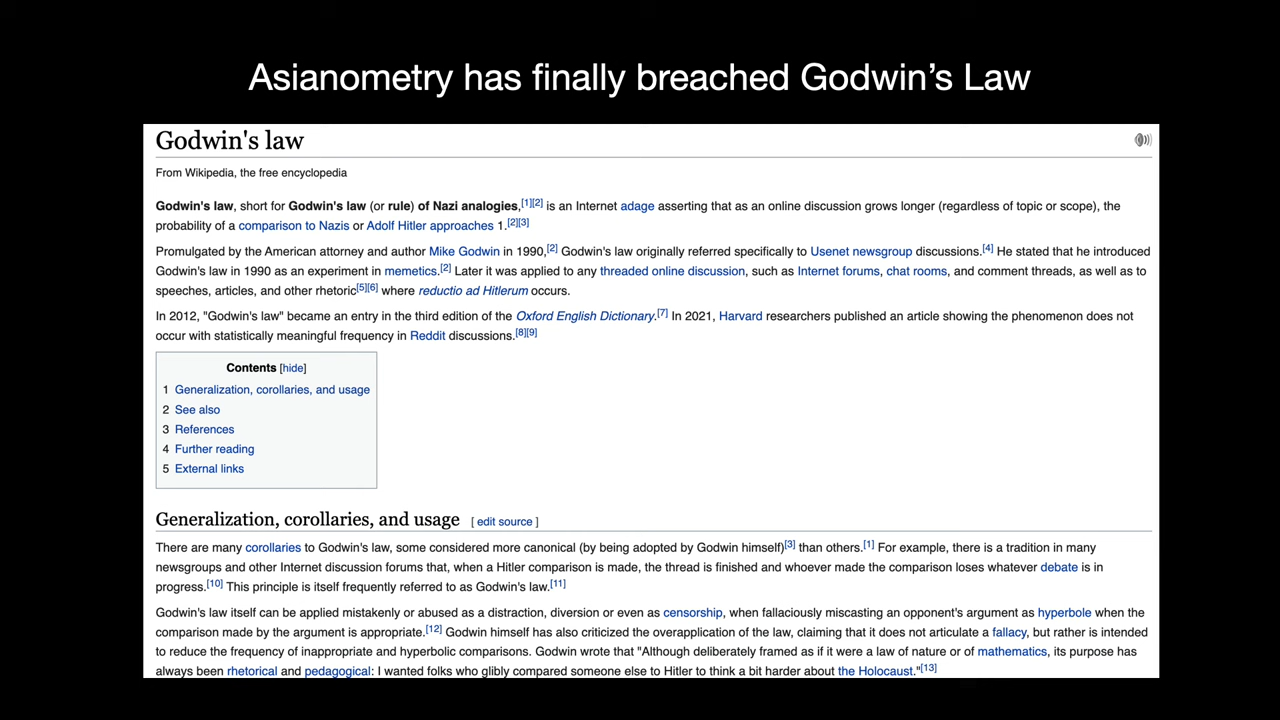 Asianometry has finally breached Godwin's Law
Godwin's law
From Wikipedia, the free encyclopedia
Godwin's law, short for Godwin's law (or rule) of Nazi analogies,[1][2] is an Internet adage asserting that as an online discussion grows longer (regardless of topic or scope), the
probability of a comparison to Nazis or Adolf Hitler approaches 1.[2][3]
Promulgated by the American attorney and author Mike Godwin in 1990,[2] Godwin's law originally referred specifically to Usenet newsgroup discussions.[4] He stated that he introduced
Godwin's law in 1990 as an experiment in memetics.[2] Later it was applied to any threaded online discussion, such as Internet forums, chat rooms, and comment threads, as well as to
speeches, articles, and other rhetoric[5][6] where reductio ad Hitlerum occurs.
In 2012, "Godwin's law" became an entry in the third edition of the Oxford English Dictionary.[7] In 2021, Harvard researchers published an article showing the phenomenon does not
occur with statistically meaningful frequency in Reddit discussions.[8][9]
Contents [hide]
1 Generalization, corollaries, and usage
2 See also
3 References
4 Further reading
5 External links
Generalization, corollaries, and usage [ edit source ]
There are many corollaries to Godwin's law, some considered more canonical (by being adopted by Godwin himself)[3] than others.[1] For example, there is a tradition in many
newsgroups and other Internet discussion forums that, when a Hitler comparison is made, the thread is finished and whoever made the comparison loses whatever debate is in
progress.[10] This principle is itself frequently referred to as Godwin's law.[11]
Godwin's law itself can be applied mistakenly or abused as a distraction, diversion or even as censorship, when fallaciously miscasting an opponent's argument as hyperbole when the
comparison made by the argument is appropriate.[12] Godwin himself has also criticized the overapplication of the law, claiming that it does not articulate a fallacy, but rather is intended
to reduce the frequency of inappropriate and hyperbolic comparisons. Godwin wrote that "Although deliberately framed as if it were a law of nature or of mathematics, its purpose has
always been rhetorical and pedagogical: I wanted folks who glibly compared someone else to Hitler to think a bit harder about the Holocaust."[13]